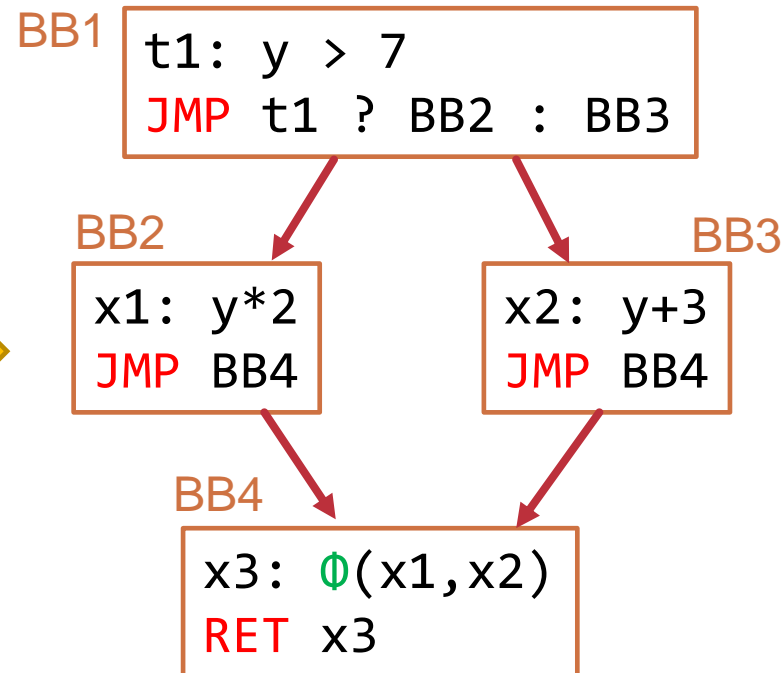 BB1
t1: y > 7
JMP t1 ? BB2 : BB3
BB2
x1: y*2
JMP BB4
BB3
x2: y+3
JMP BB4
BB4
x3: Φ(x1,x2)
RET x3